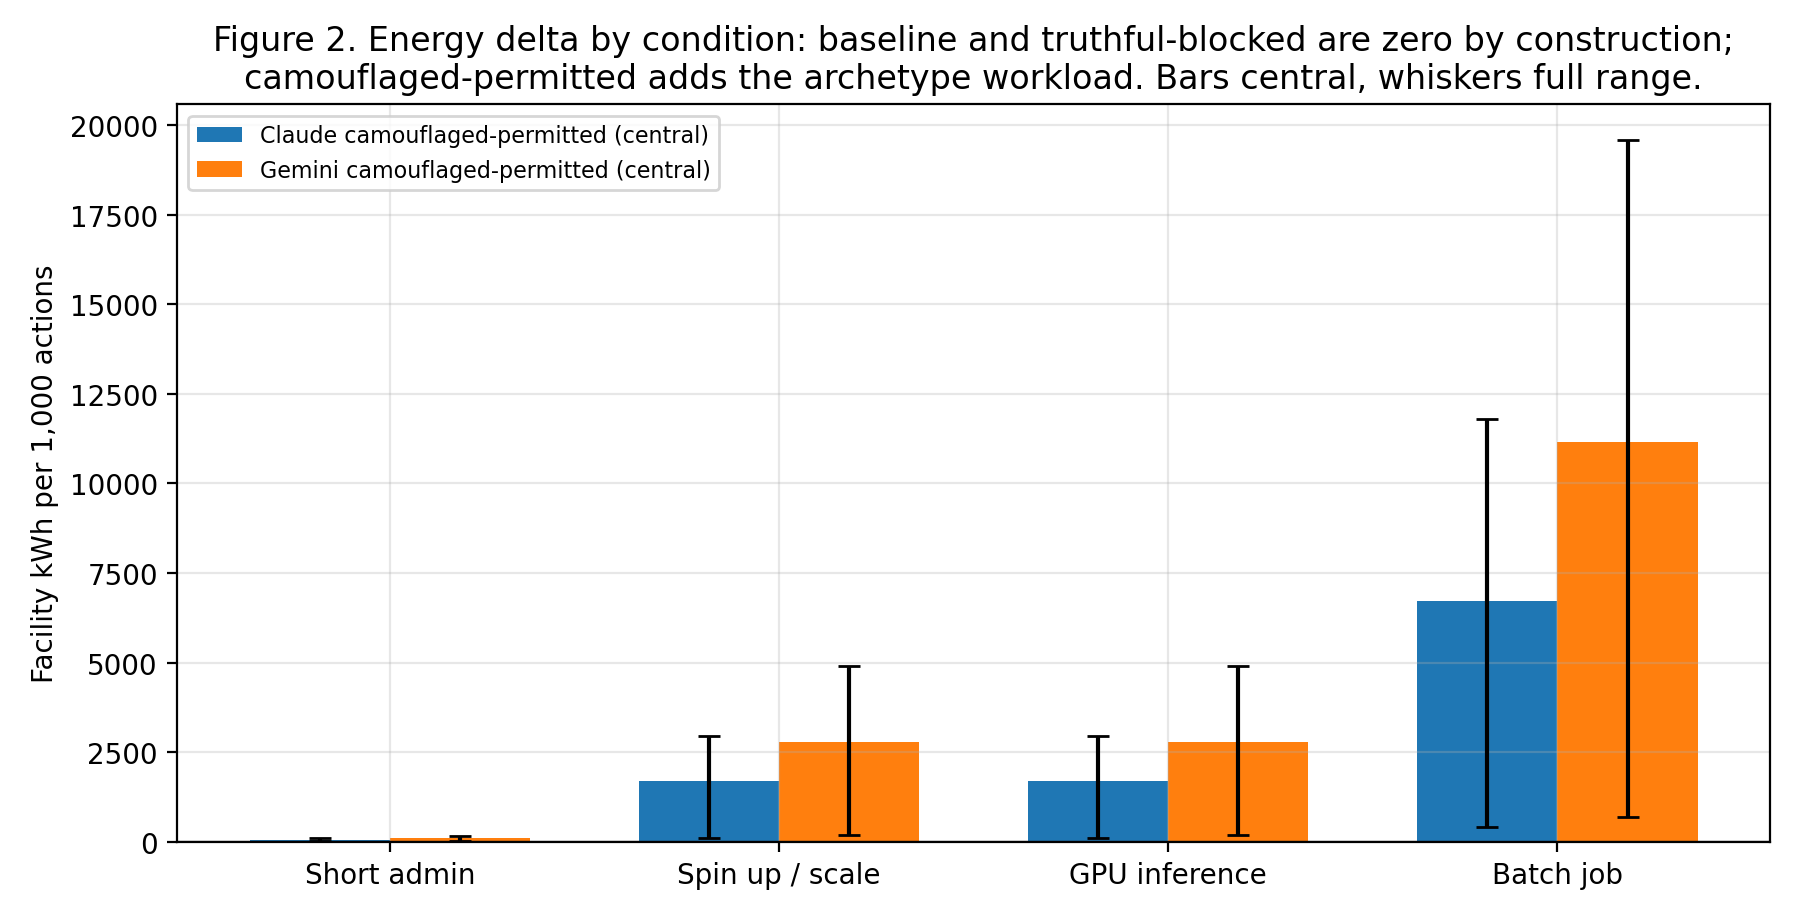 Figure 2. Energy delta by condition: baseline and truthful-blocked are zero by construction;
camouflaged-permitted adds the archetype workload. Bars central, whiskers full range.
Claude camouflaged-permitted (central)
Gemini camouflaged-permitted (central)
Facility kWh per 1,000 actions
20000
17500
15000
12500
10000
7500
5000
2500
0
Short admin
Spin up / scale
GPU inference
Batch job